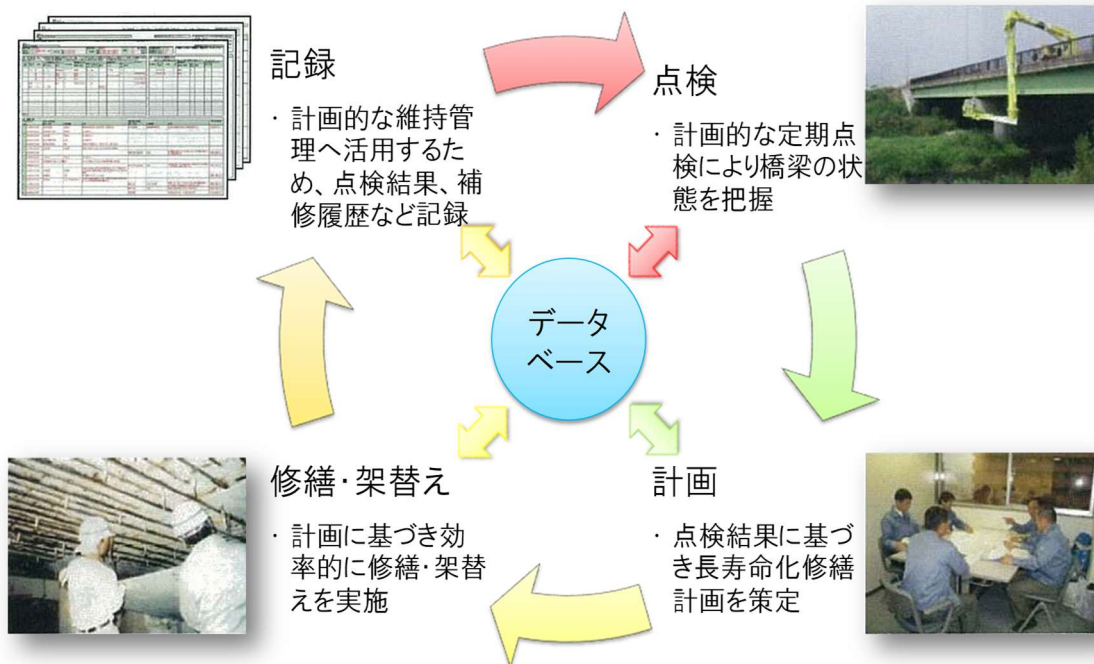 記録
・計画的な維持管
理へ活用するた
め、点検結果、補
修履歴など記録
点検
・計画的な定期点
検により橋梁の状
態を把握
データ
ベース
修繕・架替え
・計画に基づき効
率的に修繕・架替
えを実施
計画
・点検結果に基づ
き長寿命化修繕
計画を策定